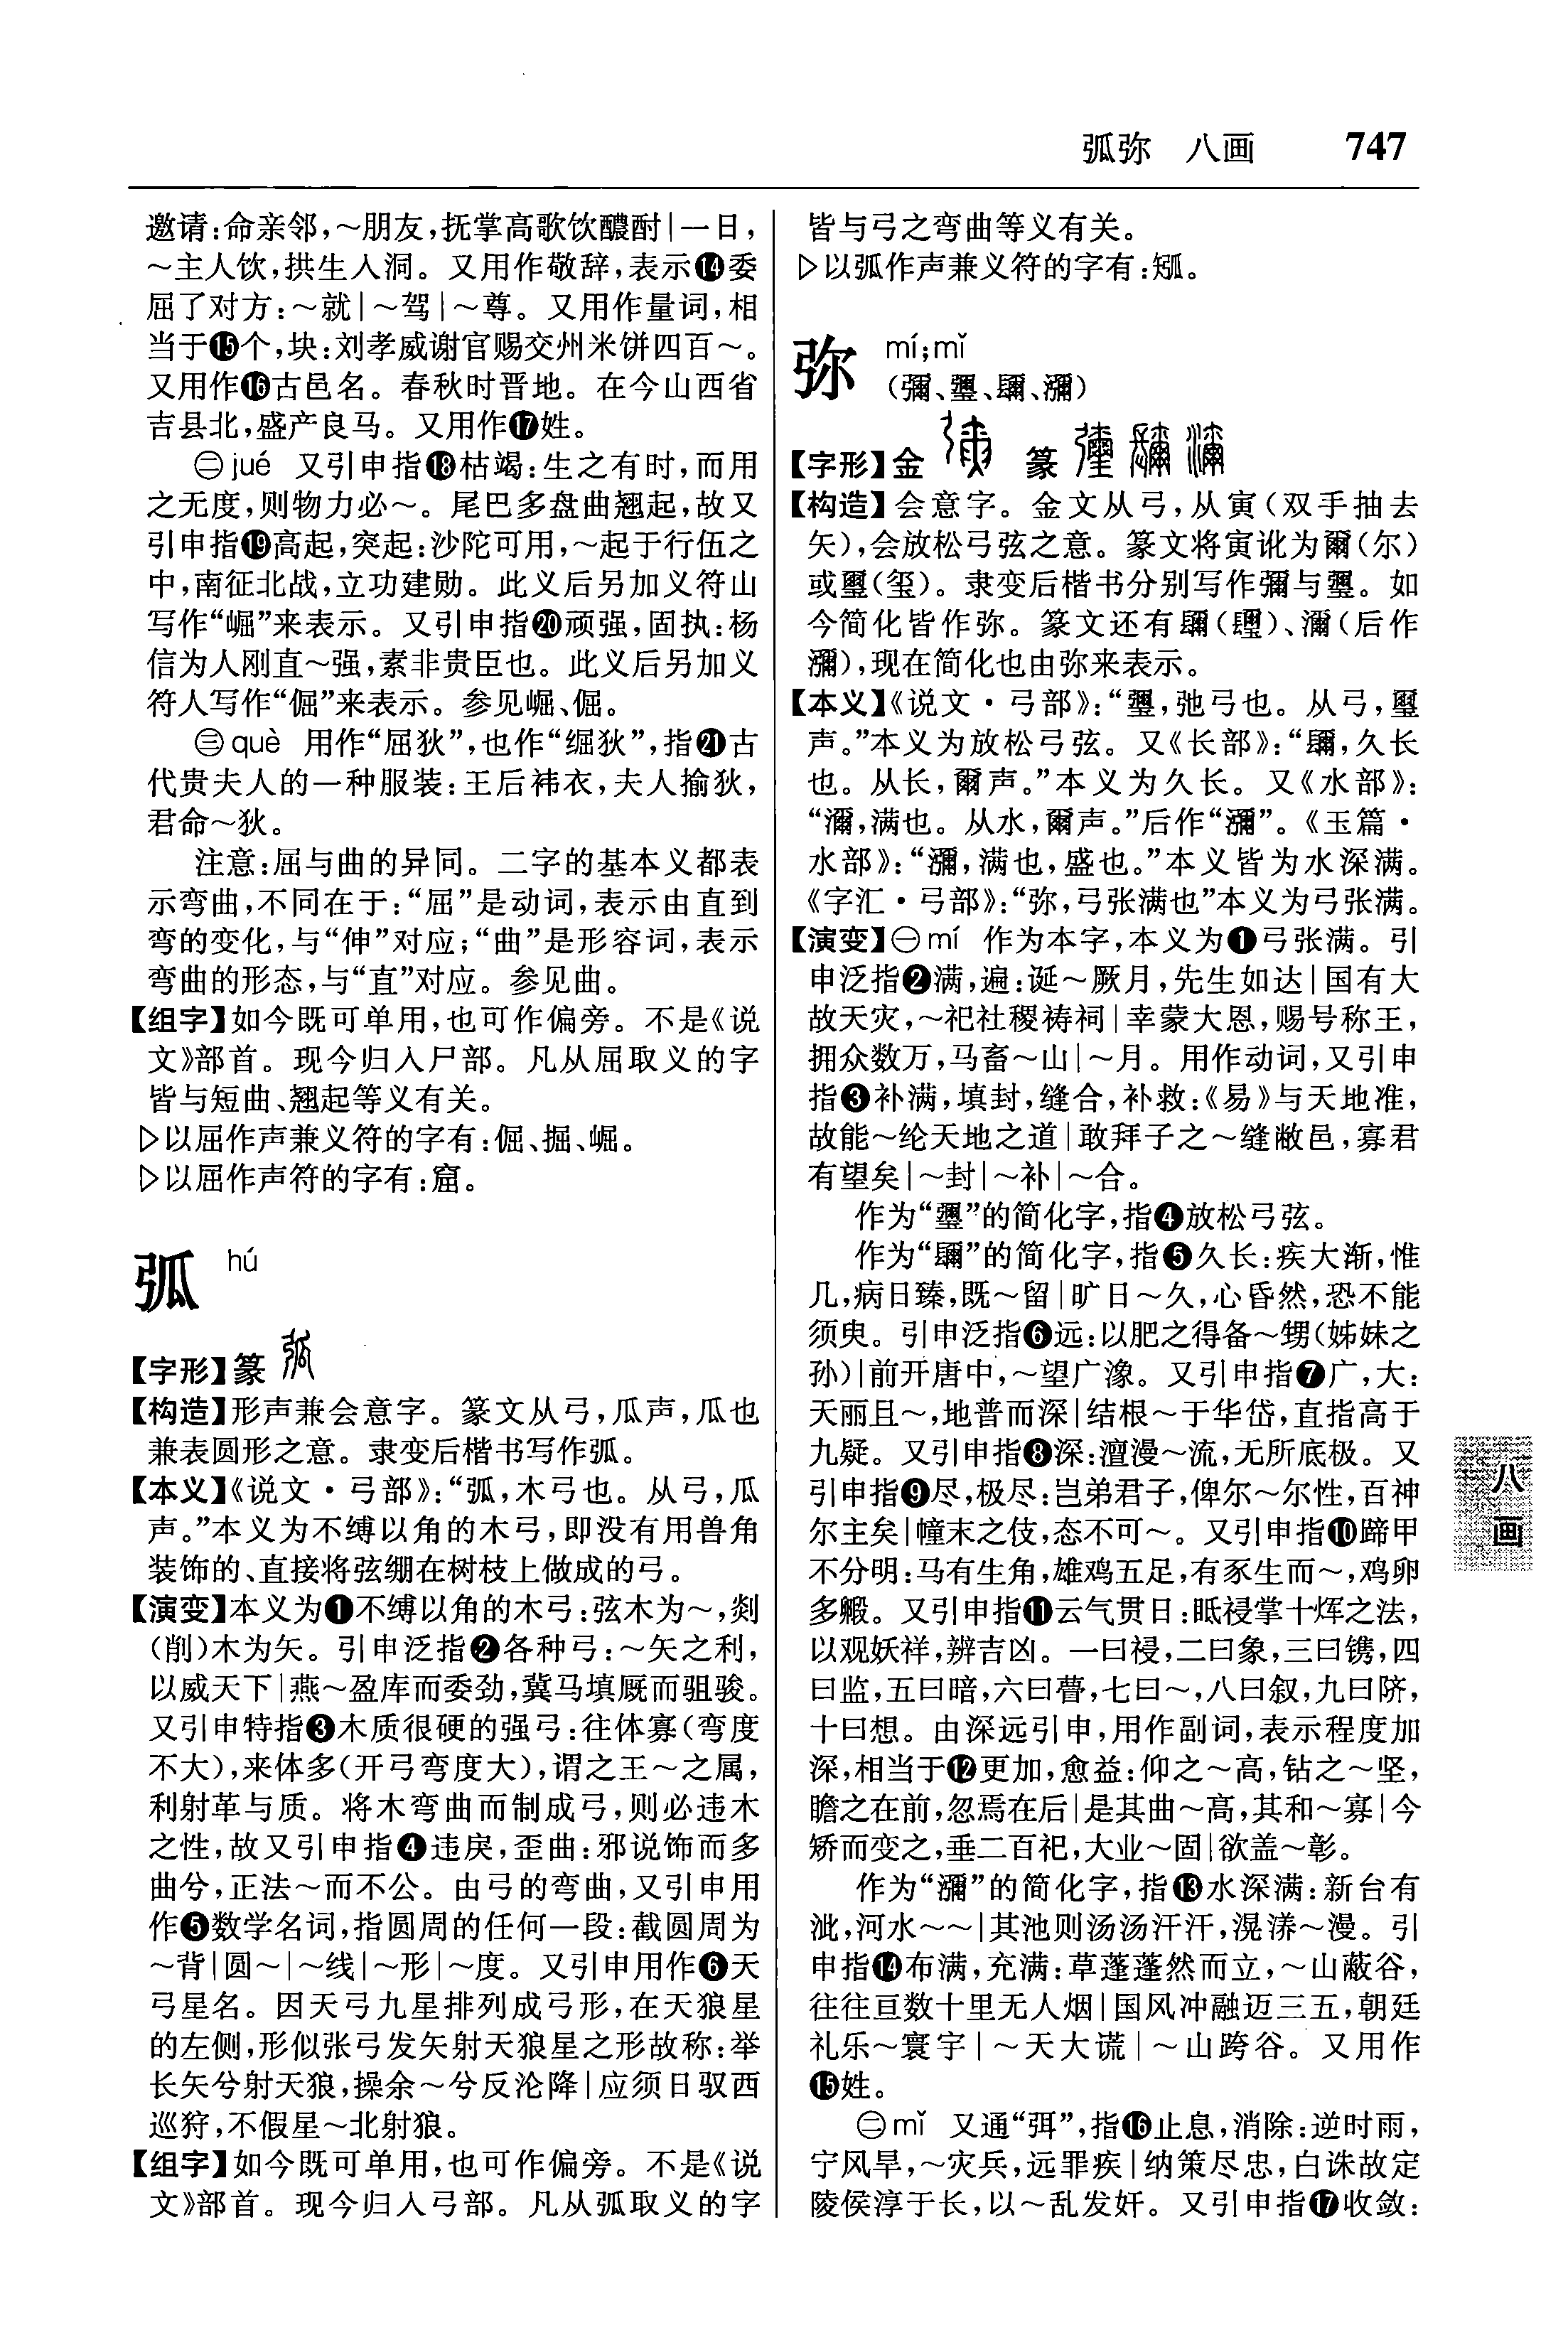 弧弥 八画 747
邀请:命亲邻,～朋友,抚掌高歌饮醲酎|一日,
～主人饮,拱生入洞。又用作敬辞,表示⓮委
屈了对方:～就|～驾|～尊。又用作量词,相
当于⓯个,块:刘孝威谢官赐交州米饼四百～。
又用作⓰古邑名。春秋时晋地。在今山西省
吉县北,盛产良马。又用作⓱姓。
㊁jué 又引申指⓲枯竭:生之有时,而用
之无度,则物力必～。尾巴多盘曲翘起,故又
引申指⓳高起,突起:沙陀可用,～起于行伍之
中,南征北战,立功建勋。此义后另加义符山
写作“崛”来表示。又引申指⓴顽强,固执:杨
信为人刚直～强,素非贵臣也。此义后另加义
符人写作“倔”来表示。参见崛、倔。
㊂què 用作“屈狄”,也作“䋉狄”,指㉑古
代贵夫人的一种服装:王后袆衣,夫人揄狄,
君命～狄。
注意:屈与曲的异同。二字的基本义都表
示弯曲,不同在于:“屈”是动词,表示由直到
弯的变化,与“伸”对应;“曲”是形容词,表示
弯曲的形态,与“直”对应。参见曲。
【组字】如今既可单用,也可作偏旁。不是《说
文》部首。现今归入尸部。凡从屈取义的字
皆与短曲、翘起等义有关。
▷以屈作声兼义符的字有:倔、掘、崛。
▷以屈作声符的字有:窟。
弧 hú
【字形】篆
【构造】形声兼会意字。篆文从弓,瓜声,瓜也
兼表圆形之意。隶变后楷书写作弧。
【本义】《说文·弓部》:“弧,木弓也。从弓,瓜
声。”本义为不缚以角的木弓,即没有用兽角
装饰的、直接将弦绷在树枝上做成的弓。
【演变】本义为❶不缚以角的木弓:弦木为～,剡
(削)木为矢。引申泛指❷各种弓:～矢之利,
以威天下|燕～盈库而委劲,冀马填厩而驵骏。
又引申特指❸木质很硬的强弓:往体寡(弯度
不大),来体多(开弓弯度大),谓之王～之属,
利射革与质。将木弯曲而制成弓,则必违木
之性,故又引申指❹违戾,歪曲:邪说饰而多
曲兮,正法～而不公。由弓的弯曲,又引申用
作❺数学名词,指圆周的任何一段:截圆周为
～背|圆～|～线|～形|～度。又引申用作❻天
弓星名。因天弓九星排列成弓形,在天狼星
的左侧,形似张弓发矢射天狼星之形故称:举
长矢兮射天狼,操余～兮反沦降|应须日驭西
巡狩,不假星～北射狼。
【组字】如今既可单用,也可作偏旁。不是《说
文》部首。现今归入弓部。凡从弧取义的字
皆与弓之弯曲等义有关。
▷以弧作声兼义符的字有:
弥 mí;mǐ
(彌、瓕、镾、瀰)
【字形】金 篆
【构造】会意字。金文从弓,从寅(双手抽去
矢),会放松弓弦之意。篆文将寅讹为爾(尔)
或壐(玺)。隶变后楷书分别写作彌与瓕。如
今简化皆作弥。篆文还有镾、濔(后作
瀰),现在简化也由弥来表示。
【本义】《说文·弓部》:“瓕,弛弓也。从弓,壐
声。”本义为放松弓弦。又《长部》:“镾,久长
也。从长,爾声。”本义为久长。又《水部》:
“濔,满也。从水,爾声。”后作“瀰”。《玉篇·
水部》:“瀰,满也,盛也。”本义皆为水深满。
《字汇·弓部》:“弥,弓张满也”本义为弓张满。
【演变】㊀mí 作为本字,本义为❶弓张满。引
申泛指❷满,遍:诞～厥月,先生如达|国有大
故天灾,～祀社稷祷祠|幸蒙大恩,赐号称王,
拥众数万,马畜～山|～月。用作动词,又引申
指❸补满,填封,缝合,补救:《易》与天地准,
故能～纶天地之道|敢拜子之～缝敝邑,寡君
有望矣|～封|～补|～合。
作为“瓕”的简化字,指❹放松弓弦。
作为“镾”的简化字,指❺久长:疾大渐,惟
几,病日臻,既～留|旷日～久,心昏然,恐不能
须臾。引申泛指❻远:以肥之得备～甥(姊妹之
孙)|前开唐中,～望广潒。又引申指❼广,大:
天丽且～,地普而深|结根～于华岱,直指高于
九疑。又引申指❽深:澶漫～流,无所底极。又
引申指❾尽,极尽:岂弟君子,俾尔～尔性,百神
尔主矣|幢末之伎,态不可～。又引申指❿蹄甲
不分明:马有生角,雄鸡五足,有豕生而～,鸡卵
多毈。又引申指⓫云气贯日:眡祲掌十煇之法,
以观妖祥,辨吉凶。一曰祲,二曰象,三曰镌,四
曰监,五曰暗,六曰瞢,七曰～,八曰叙,九曰隮,
十曰想。由深远引申,用作副词,表示程度加
深,相当于⓬更加,愈益:仰之～高,钻之～坚,
瞻之在前,忽焉在后|是其曲～高,其和～寡|今
矫而变之,垂二百祀,大业～固|欲盖～彰。
作为“瀰”的简化字,指⓭水深满:新台有
泚,河水～～|其池则汤汤汗汗,滉漭～漫。引
申指⓮布满,充满:草蓬蓬然而立,～山蔽谷,
往往亘数十里无人烟|国风冲融迈三五,朝廷
礼乐～寰宇|～天大谎|～山跨谷。又用作
⓯姓。
㊁mǐ 又通“弭”,指⓰止息,消除:逆时雨,
宁风旱,～灾兵,远罪疾|纳策尽忠,白诛故定
陵侯淳于长,以～乱发奸。又引申指⓱收敛:
八画